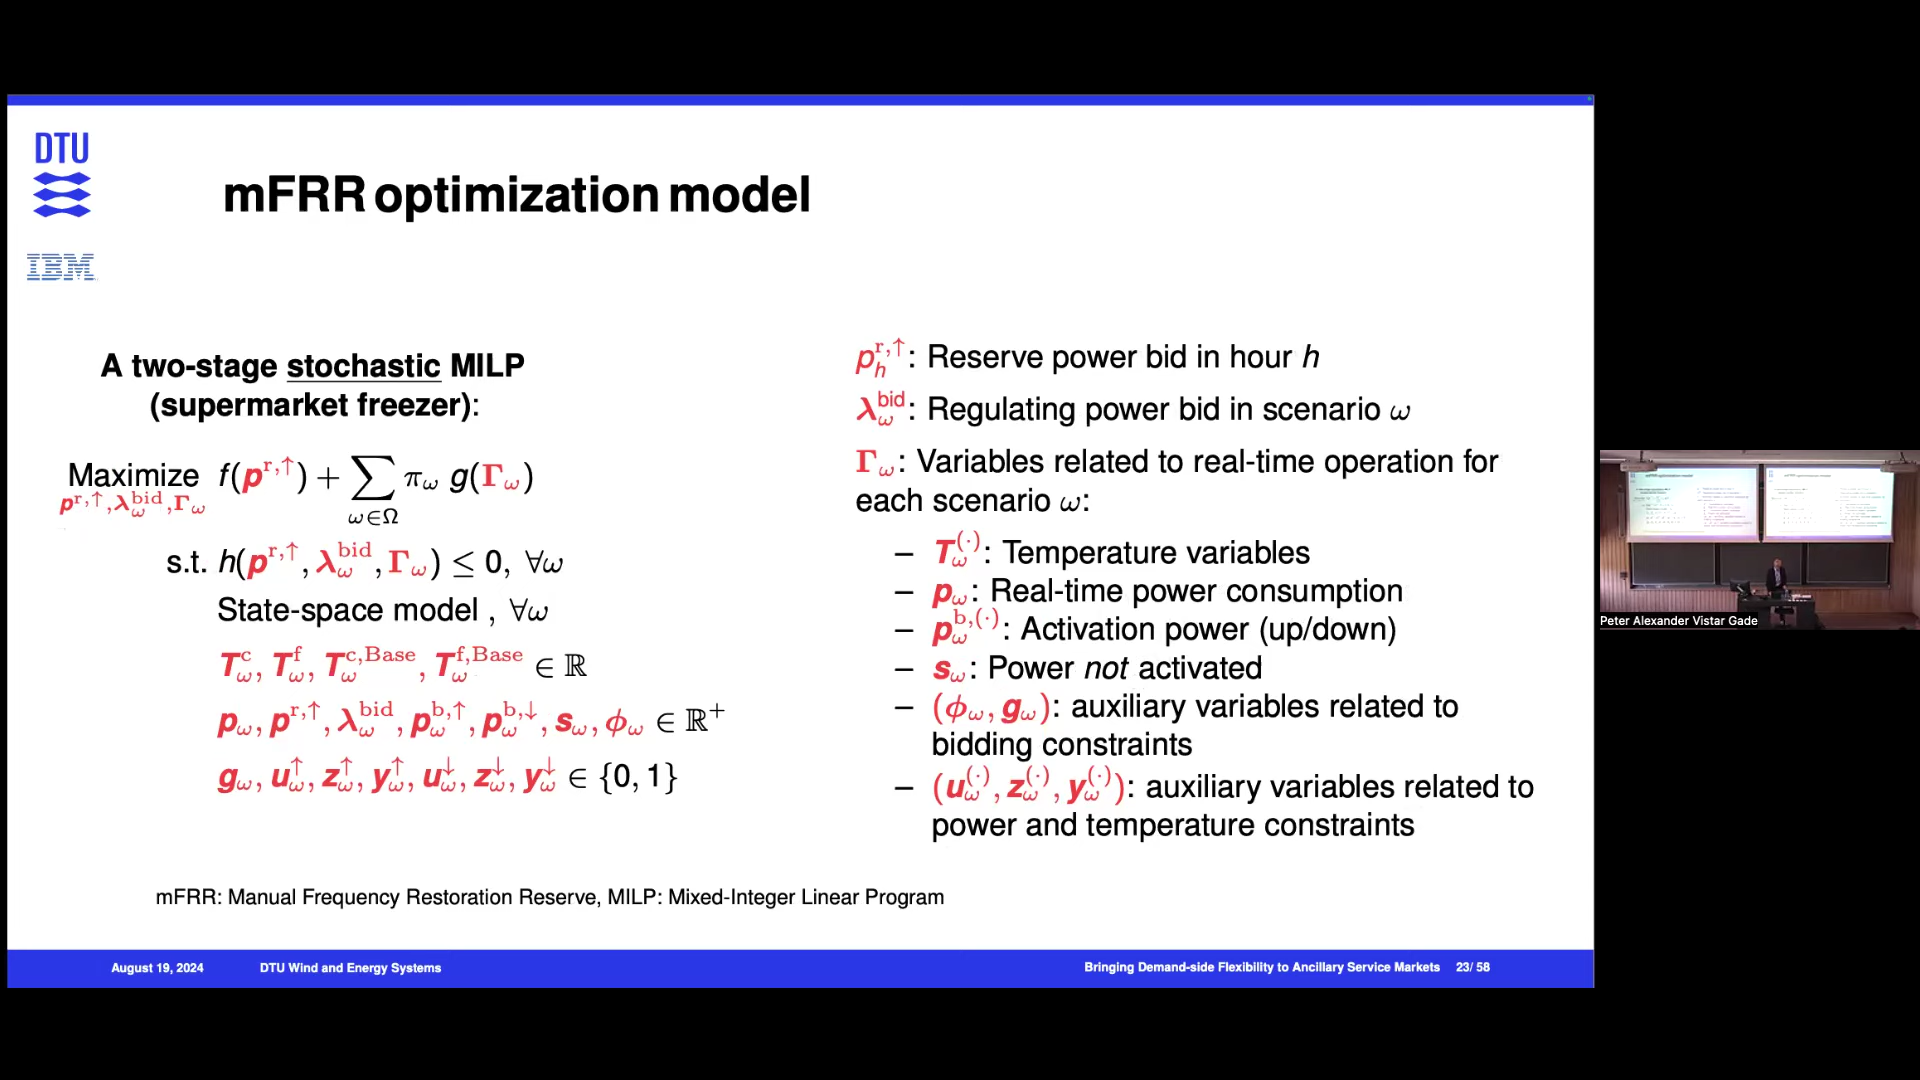 DTU
IBM
mFRR optimization model
A two-stage stochastic MILP
(supermarket freezer):
Maximize f(p^{r,↑}) + ∑ π_ω g(Γ_ω)
p^{r,↑}, λ_ω^{bid}, Γ_ω
ω∈Ω
s.t. h(p^{r,↑}, λ_ω^{bid}, Γ_ω) ≤ 0, ∀ω
State-space model , ∀ω
T_ω^c, T_ω^f, T_ω^{c,Base}, T_ω^{f,Base} ∈ ℝ
p_ω, p^{r,↑}, λ_ω^{bid}, p_ω^{b,↑}, p_ω^{b,↓}, s_ω, φ_ω ∈ ℝ^+
g_ω, u_ω^↑, z_ω^↑, y_ω^↑, u_ω^↓, z_ω^↓, y_ω^↓ ∈ {0, 1}
p_h^{r,↑}: Reserve power bid in hour h
λ_ω^{bid}: Regulating power bid in scenario ω
Γ_ω: Variables related to real-time operation for
each scenario ω:
– T_ω^{(·)}: Temperature variables
– p_ω: Real-time power consumption
– p_ω^{b,(·)}: Activation power (up/down)
– s_ω: Power not activated
– (φ_ω, g_ω): auxiliary variables related to
bidding constraints
– (u_ω^{(·)}, z_ω^{(·)}, y_ω^{(·)}): auxiliary variables related to
power and temperature constraints
mFRR: Manual Frequency Restoration Reserve, MILP: Mixed-Integer Linear Program
August 19, 2024 DTU Wind and Energy Systems Bringing Demand-side Flexibility to Ancillary Service Markets 23/ 58
Peter Alexander Vistar Gade